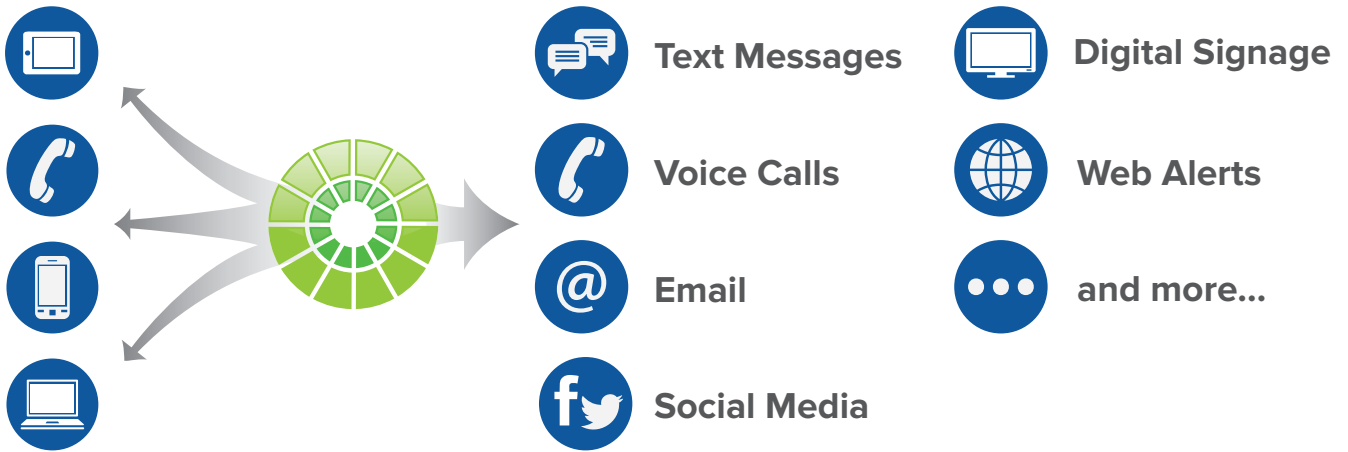 Text Messages
Digital Signage
Voice Calls
Web Alerts
@
Email
and more...
f
Social Media